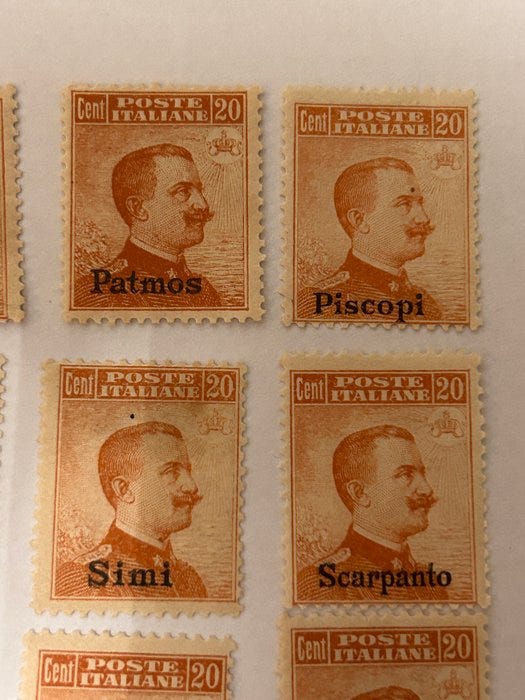 Cent POSTE ITALIANE 20
Patmos
Cent POSTE ITALIANE 20
Piscopi
Cent POSTE ITALIANE 20
Simi
Cent POSTE ITALIANE 20
Scarpanto
Cent POSTE ITALIANE 20
Cent POSTE ITALIANE 20